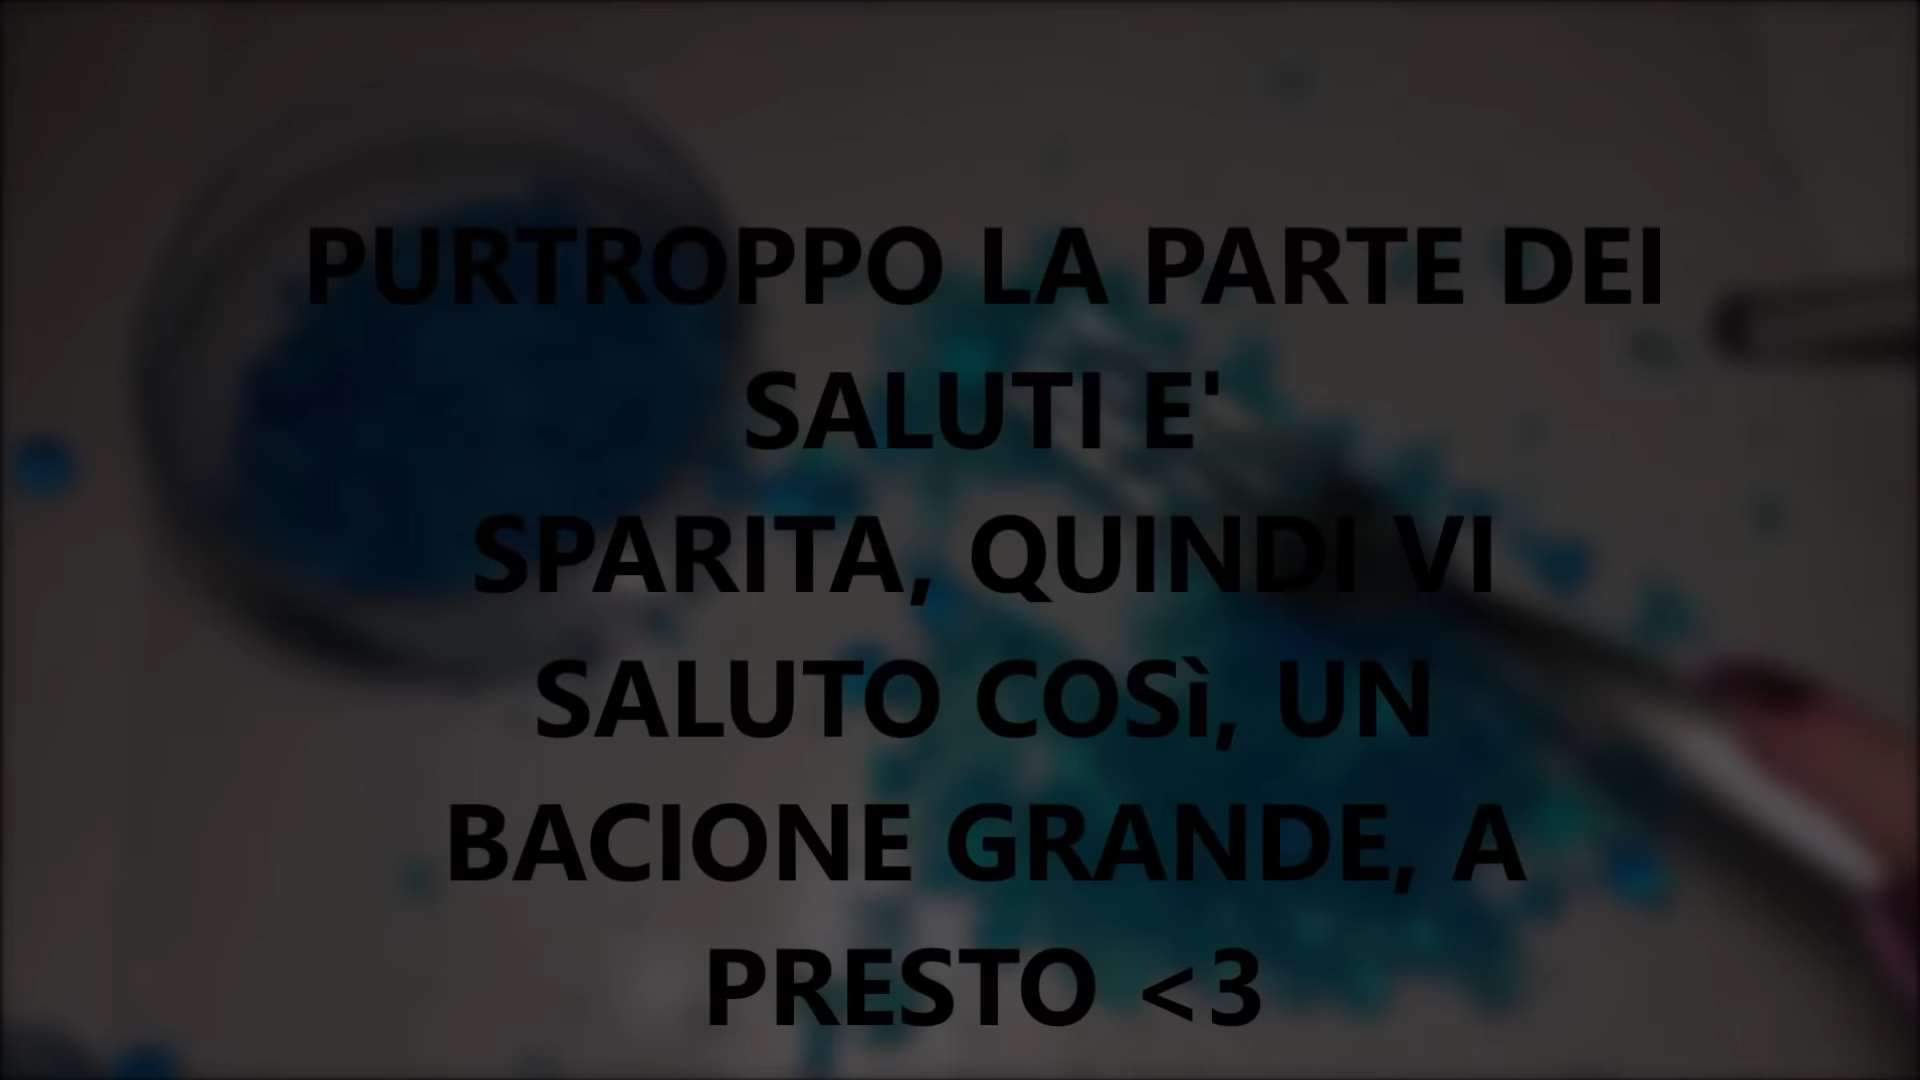 PURTROPPO LA PARTE DEI
SALUTI E'
SPARITA, QUINDI VI
SALUTO COSì, UN
BACIONE GRANDE, A
PRESTO <3